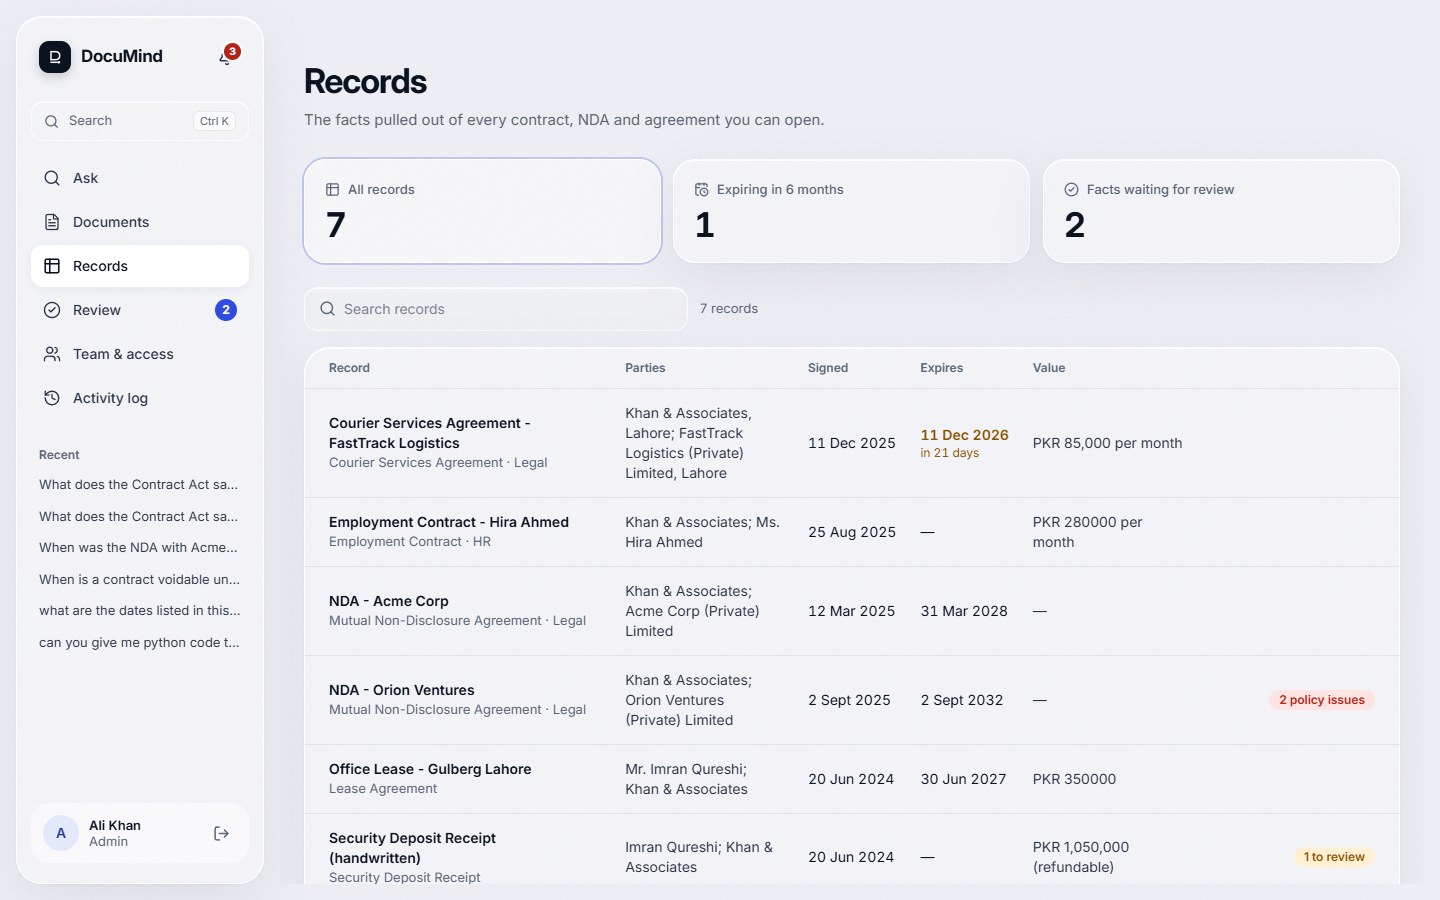 DocuMind
3
Search
Ctrl K
Ask
Documents
Records
Review
2
Team & access
Activity log
Recent
What does the Contract Act sa...
What does the Contract Act sa...
When was the NDA with Acme...
When is a contract voidable un...
what are the dates listed in this...
can you give me python code t...
A
Ali Khan
Admin
Records
The facts pulled out of every contract, NDA and agreement you can open.
All records
7
Expiring in 6 months
1
Facts waiting for review
2
Search records
7 records
Record Parties Signed Expires Value
Courier Services Agreement -
FastTrack Logistics
Courier Services Agreement · Legal
Khan & Associates,
Lahore; FastTrack
Logistics (Private)
Limited, Lahore
11 Dec 2025
11 Dec 2026
in 21 days
PKR 85,000 per month
Employment Contract - Hira Ahmed
Employment Contract · HR
Khan & Associates; Ms.
Hira Ahmed
25 Aug 2025
—
PKR 280000 per
month
NDA - Acme Corp
Mutual Non-Disclosure Agreement · Legal
Khan & Associates;
Acme Corp (Private)
Limited
12 Mar 2025
31 Mar 2028
—
NDA - Orion Ventures
Mutual Non-Disclosure Agreement · Legal
Khan & Associates;
Orion Ventures
(Private) Limited
2 Sept 2025
2 Sept 2032
—
2 policy issues
Office Lease - Gulberg Lahore
Lease Agreement
Mr. Imran Qureshi;
Khan & Associates
20 Jun 2024
30 Jun 2027
PKR 350000
Security Deposit Receipt
(handwritten)
Security Deposit Receipt
Imran Qureshi; Khan &
Associates
20 Jun 2024
—
PKR 1,050,000
(refundable)
1 to review